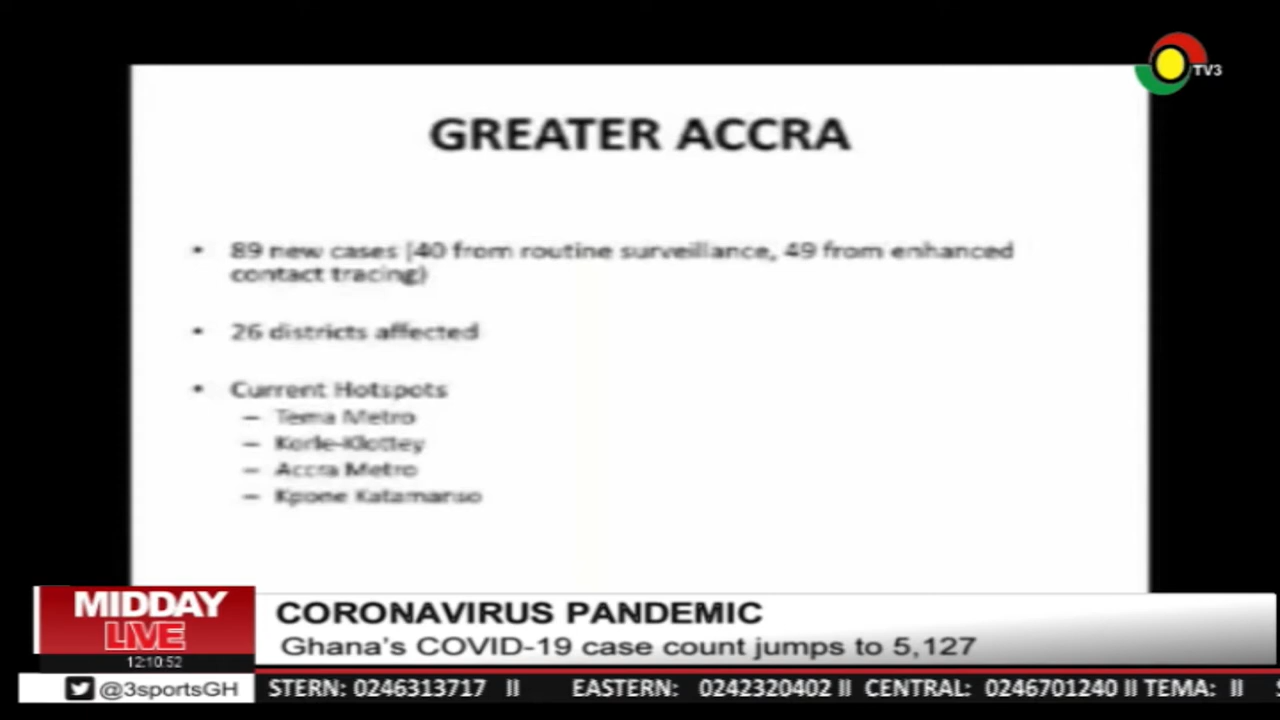 TV3
GREATER ACCRA
• 89 new cases (40 from routine surveillance, 49 from enhanced
contact tracing)
• 26 districts affected
• Current Hotspots
– Tema Metro
– Korle-Klottey
– Accra Metro
– Kpone Katamanso
MIDDAY
LIVE
12:10:52
CORONAVIRUS PANDEMIC
Ghana's COVID-19 case count jumps to 5,127
@3sportsGH
STERN: 0246313717 II EASTERN: 0242320402 II CENTRAL: 0246701240 II TEMA: II